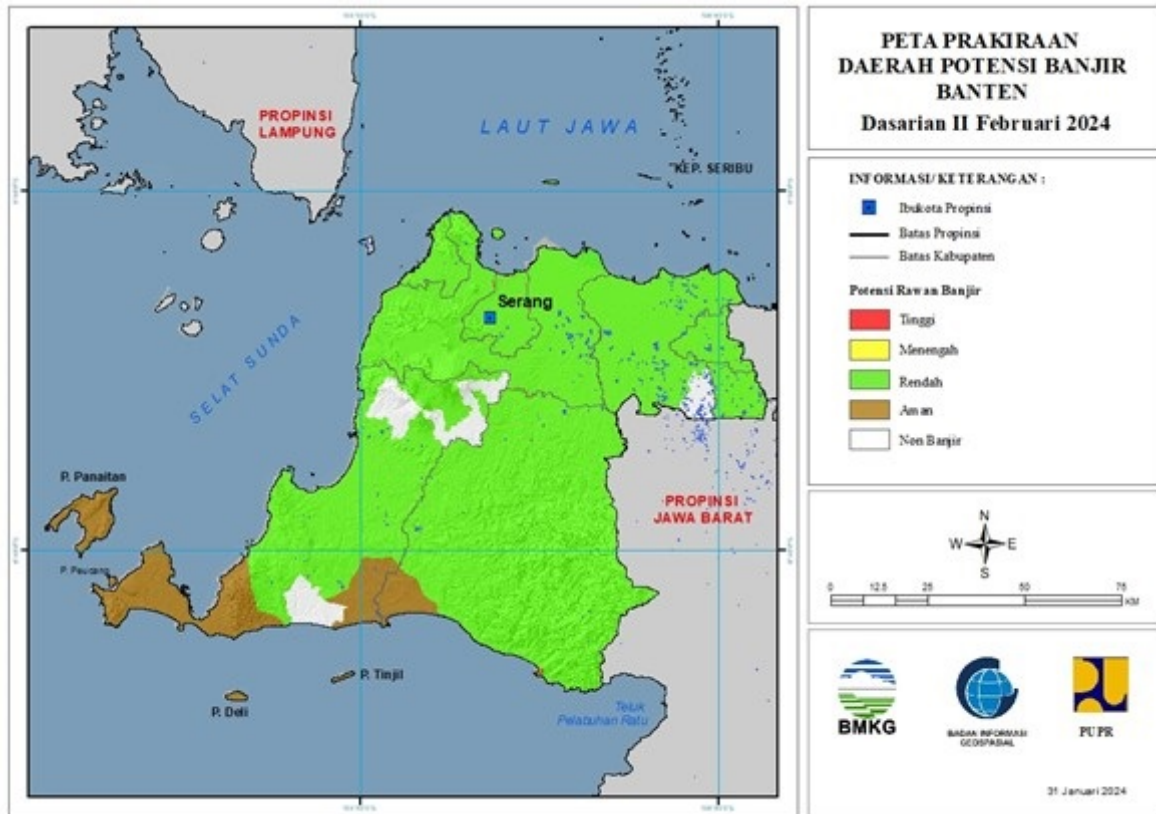 PETA PRAKIRAAN
DAERAH POTENSI BANJIR
BANTEN
Dasarian II Februari 2024
INFORMASI/ KETERANGAN :
Ibukota Propinsi
Batas Propinsi
Batas Kabupaten
Potensi Rawan Banjir
Tinggi
Menengah
Rendah
Aman
Non Banjir
N
W E
S
0 12.5 25 50 75
KM
BMKG
BADAN INFORMASI
GEOSPASIAL
PUPR
31 Januari 2024
PROPINSI
LAMPUNG
LAUT JAWA
KEP. SERIBU
Serang
SELAT SUNDA
P. Panaitan
PROPINSI
JAWA BARAT
P. Peucang
P. Tinjil
P. Deli
Teluk
Pelabuhan Ratu